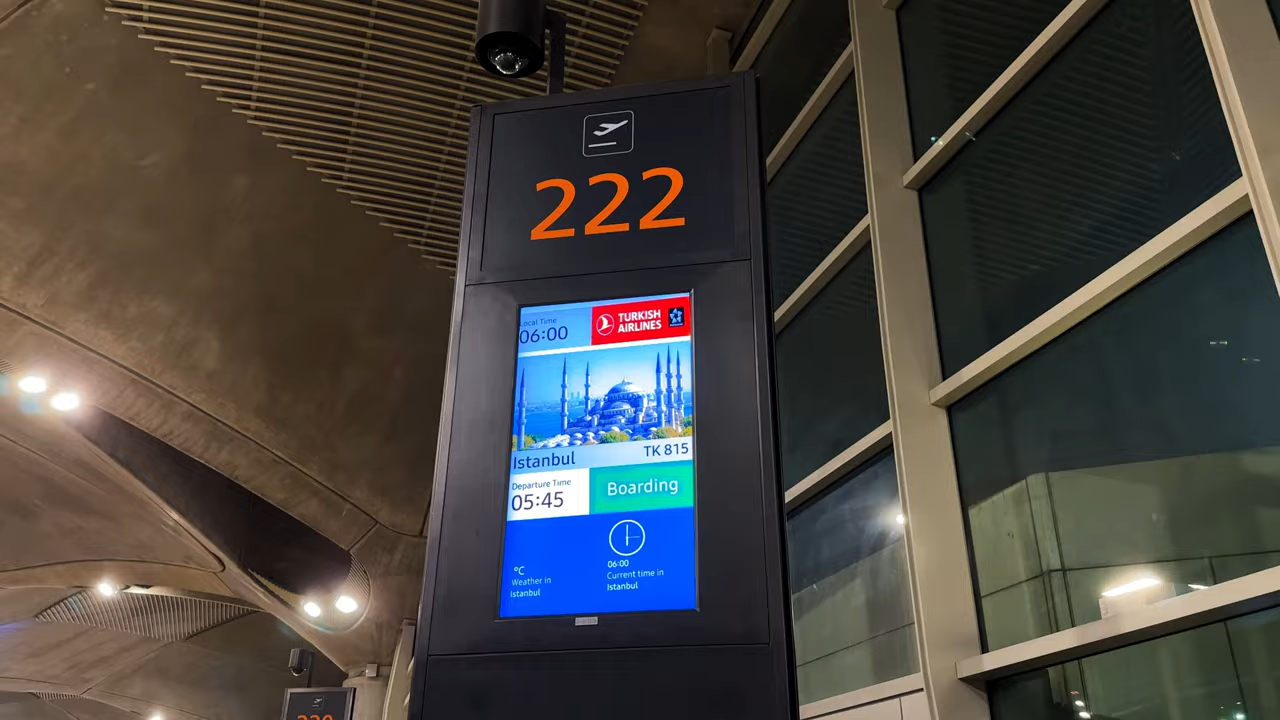 222
Local Time
06:00
TURKISH
AIRLINES
Istanbul
TK 815
Departure Time
05:45
Boarding
°C
Weather in
Istanbul
06:00
Current time in
Istanbul
220